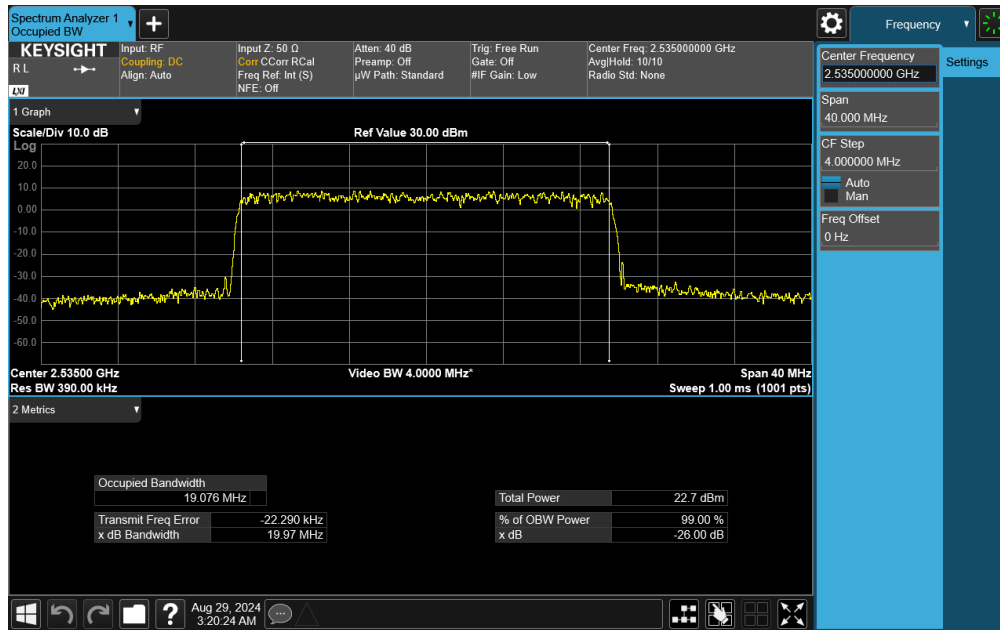 Spectrum Analyzer 1
Occupied BW
Frequency
KEYSIGHT
R L
LXI
Input: RF
Coupling: DC
Align: Auto
Input Z: 50 Ω
Corr CCorr RCal
Freq Ref: Int (S)
NFE: Off
Atten: 40 dB
Preamp: Off
µW Path: Standard
Trig: Free Run
Gate: Off
#IF Gain: Low
Center Freq: 2.535000000 GHz
Avg|Hold: 10/10
Radio Std: None
Center Frequency
2.535000000 GHz
Settings
Span
40.000 MHz
CF Step
4.000000 MHz
Auto
Man
Freq Offset
0 Hz
1 Graph
Scale/Div 10.0 dB
Ref Value 30.00 dBm
Log
20.0
10.0
0.00
-10.0
-20.0
-30.0
-40.0
-50.0
-60.0
Center 2.53500 GHz
Video BW 4.0000 MHz*
Span 40 MHz
Res BW 390.00 kHz
Sweep 1.00 ms (1001 pts)
2 Metrics
Occupied Bandwidth
19.076 MHz
Total Power 22.7 dBm
Transmit Freq Error -22.290 kHz
% of OBW Power 99.00 %
x dB Bandwidth 19.97 MHz
x dB -26.00 dB
?
Aug 29, 2024
3:20:24 AM